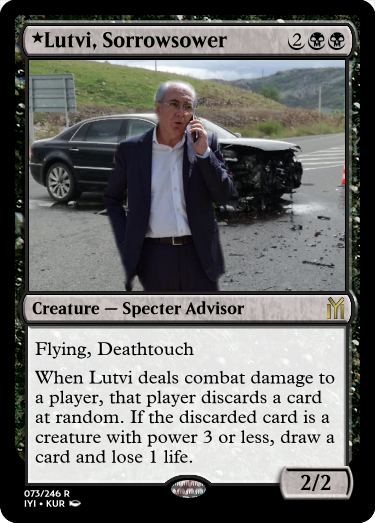 ★Lutvi, Sorrowsower 2
Creature — Specter Advisor
Flying, Deathtouch
When Lutvi deals combat damage to
a player, that player discards a card
at random. If the discarded card is a
creature with power 3 or less, draw a
card and lose 1 life.
2/2
073/246 R
IYI • KUR